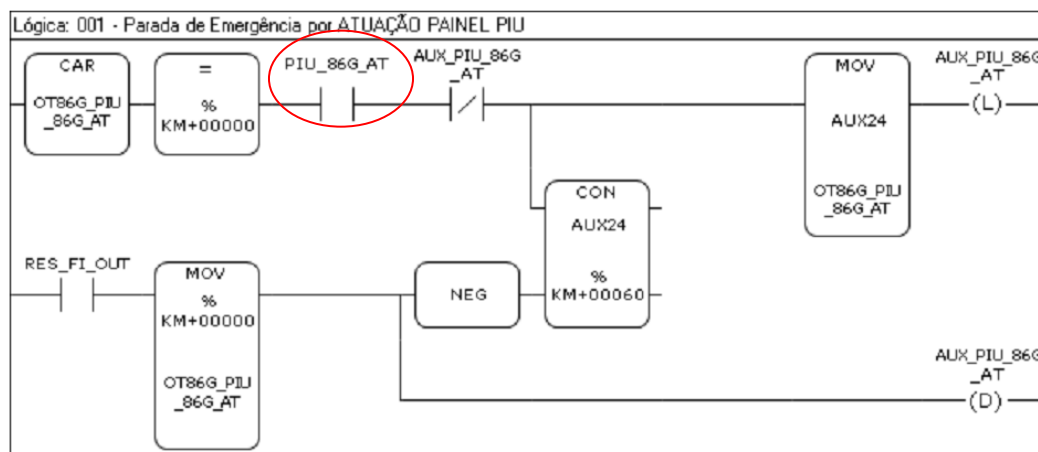 Lógica: 001 - Parada de Emergência por ATUAÇÃO PAINEL PIU
CAR
OT86G_PIU
_86G_AT
=
%
KM+00000
PIU_86G_AT
AUX_PIU_86G
_AT
MOV
AUX24
OT86G_PIU
_86G_AT
AUX_PIU_86G
_AT
(L)
CON
AUX24
%
KM+00060
RES_FI_OUT
MOV
%
KM+00000
OT86G_PIU
_86G_AT
NEG
AUX_PIU_86G
_AT
(D)